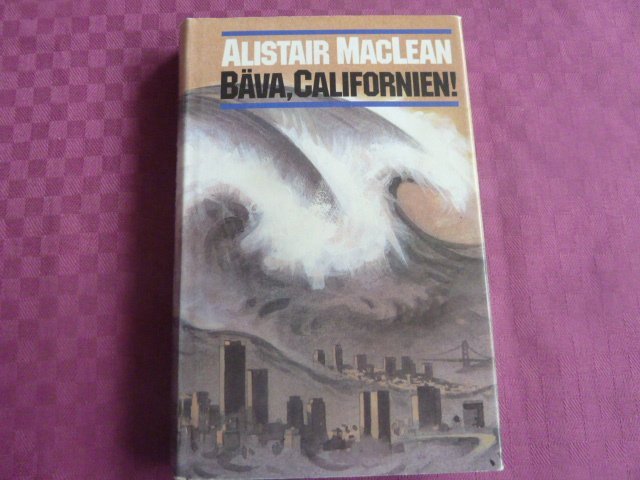 ALISTAIR MACLEAN
BÄVA, CALIFORNIEN!